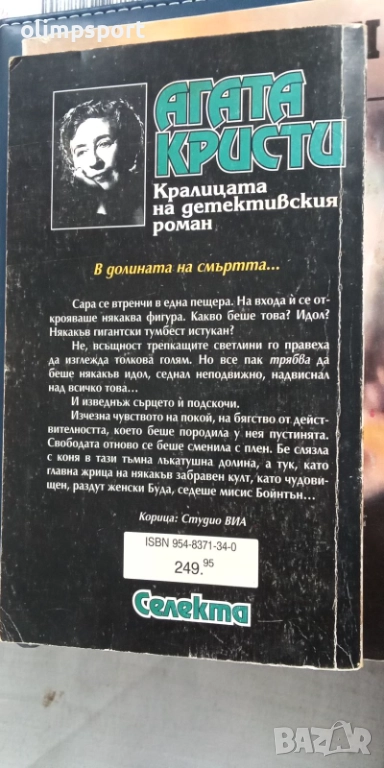 olimpsport
АГАТА
КРИСТИ
Кралицата
на детективския
роман
В долината на смъртта...
Сара се втренчи в една пещера. На входа ѝ се от-
крояваше някаква фигура. Какво беше това? Идол?
Някакъв гигантски тумбест истукан?
Не, всъщност трепкащите светлини го правеха
да изглежда толкова голям. Но все пак трябва да
беше някакъв идол, седнал неподвижно, надвиснал
над всичко това...
И изведнъж сърцето ѝ подскочи.
Изчезна чувството на покой, на бягство от дейст-
вителността, което беше породила у нея пустинята.
Свободата отново се беше сменила с плен. Бе слязла
с коня в тази тъмна лъкатушна долина, а тук, като
главна жрица на някакъв забравен култ, като чудови-
щен, раздут женски Буда, седеше мисис Бойнтън...
Корица: Студио ВИА
ISBN 954-8371-34-0
249.95
Селекта
BAZAR